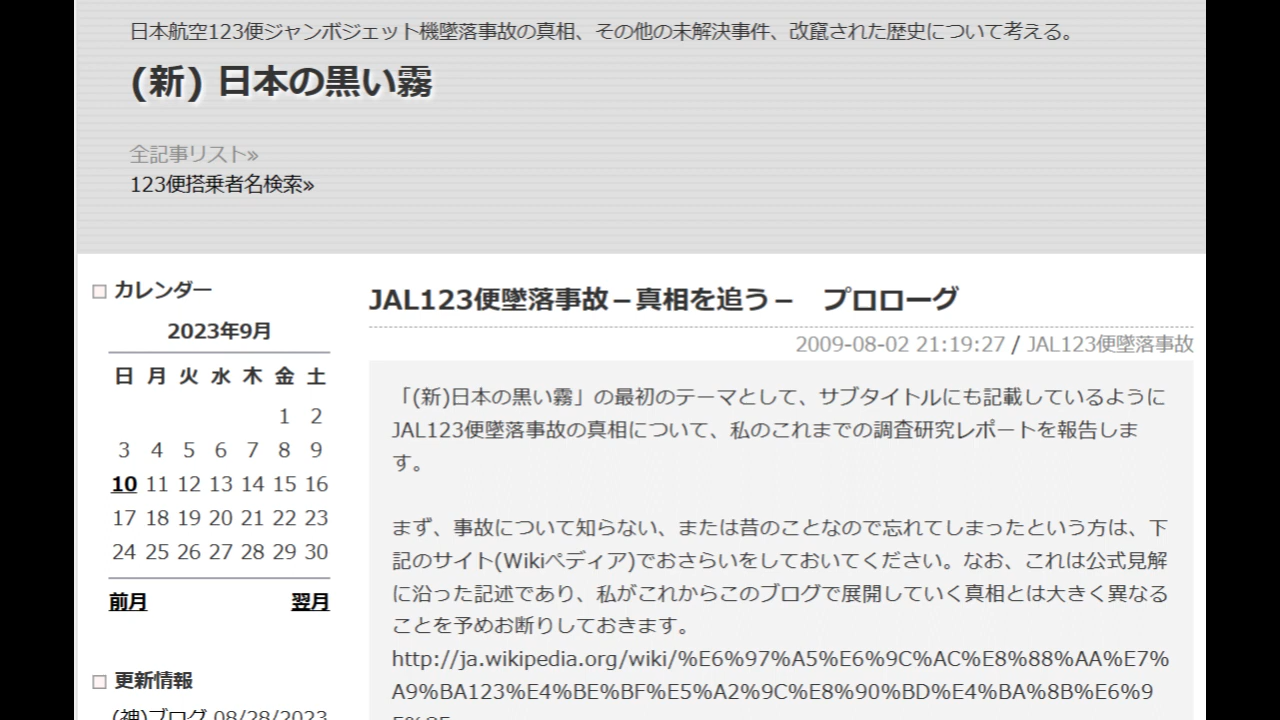 日本航空123便ジャンボジェット機墜落事故の真相、その他の未解決事件、改竄された歴史について考える。
(新) 日本の黒い霧
全記事リスト»
123便搭乗者名検索»
カレンダー
2023年9月
日 月 火 水 木 金 土
1 2
3 4 5 6 7 8 9
10 11 12 13 14 15 16
17 18 19 20 21 22 23
24 25 26 27 28 29 30
前月 翌月
更新情報
(神)ブログ 08/28/2023
JAL123便墜落事故－真相を追う－　プロローグ
2009-08-02 21:19:27 / JAL123便墜落事故
「(新)日本の黒い霧」の最初のテーマとして、サブタイトルにも記載しているように
JAL123便墜落事故の真相について、私のこれまでの調査研究レポートを報告しま
す。
まず、事故について知らない、または昔のことなので忘れてしまったという方は、下
記のサイト(Wikiペディア)でおさらいをしておいてください。なお、これは公式見解
に沿った記述であり、私がこれからこのブログで展開していく真相とは大きく異なる
ことを予めお断りしておきます。
http://ja.wikipedia.org/wiki/%E6%97%A5%E6%9C%AC%E8%88%AA%E7%
A9%BA123%E4%BE%BF%E5%A2%9C%E8%90%BD%E4%BA%8B%E6%9